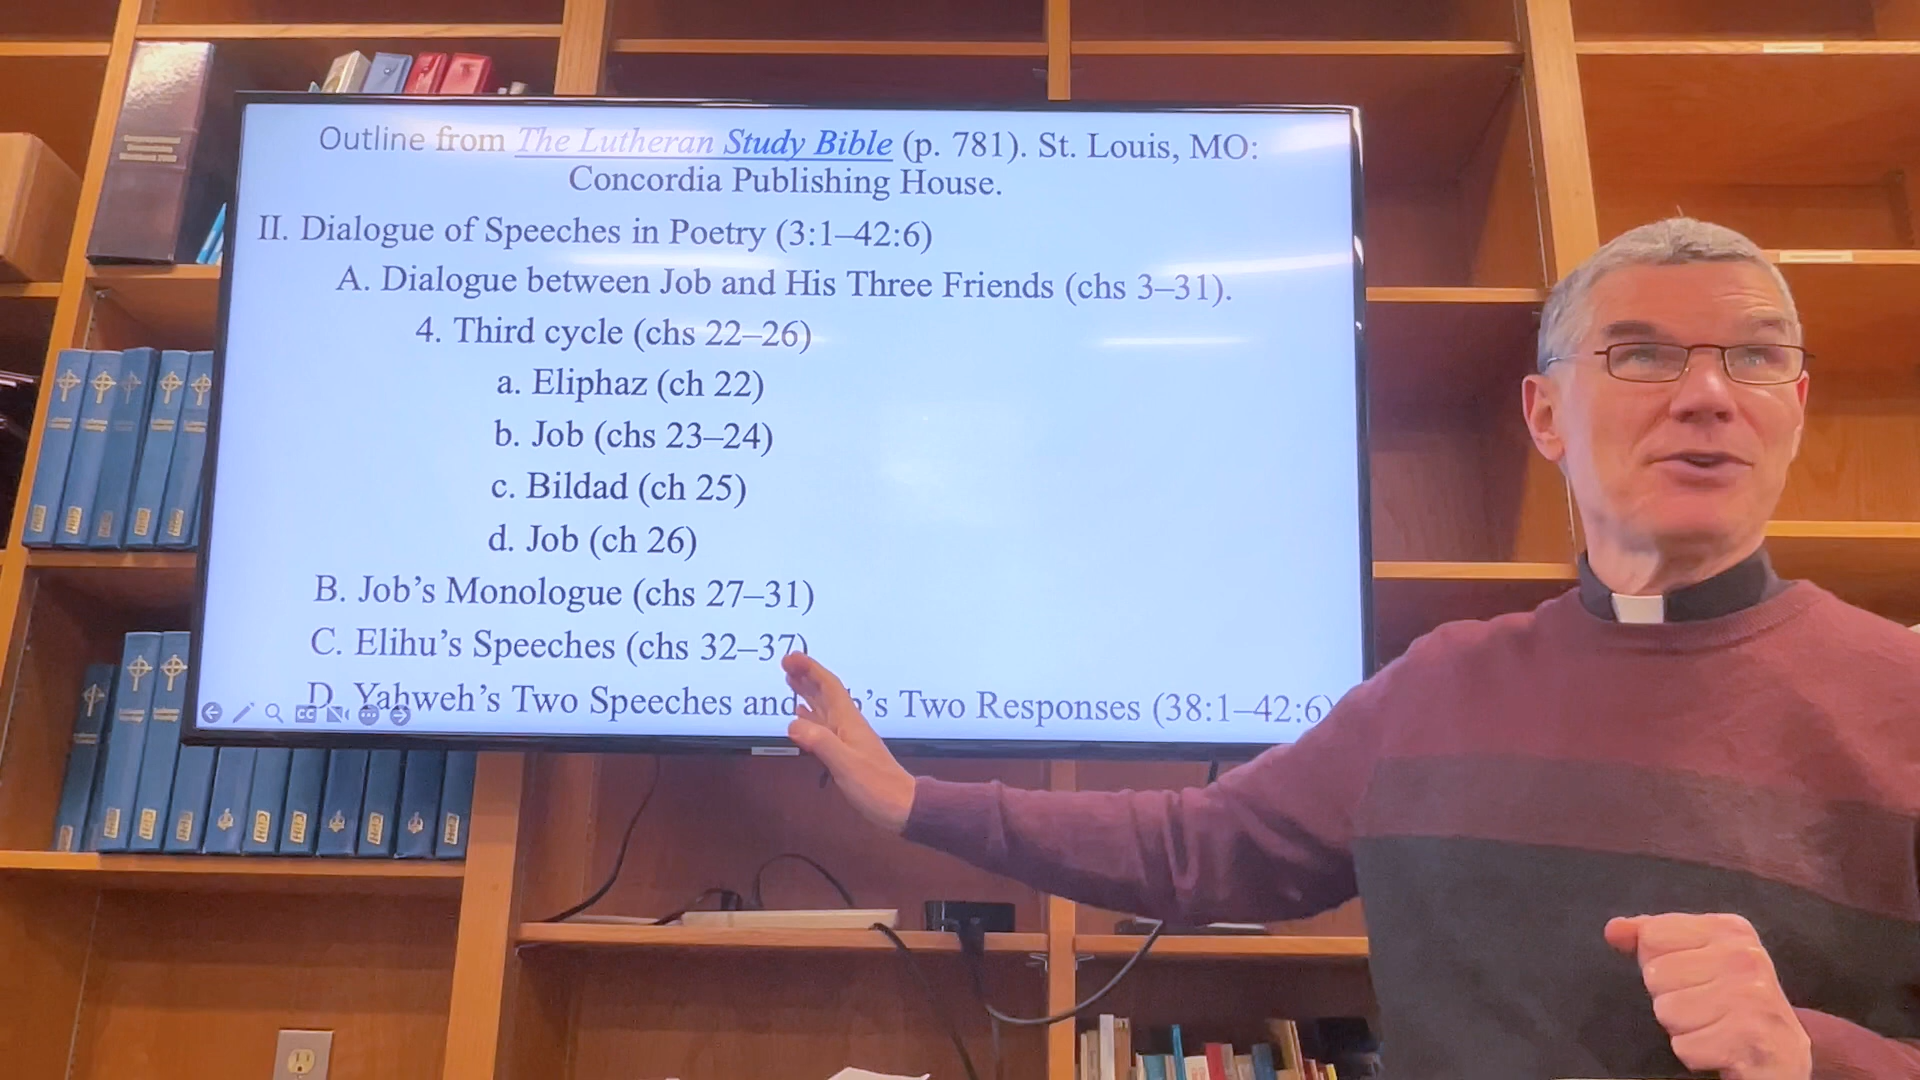 Outline from The Lutheran Study Bible (p. 781). St. Louis, MO:
Concordia Publishing House.
II. Dialogue of Speeches in Poetry (3:1–42:6)
A. Dialogue between Job and His Three Friends (chs 3–31).
4. Third cycle (chs 22–26)
a. Eliphaz (ch 22)
b. Job (chs 23–24)
c. Bildad (ch 25)
d. Job (ch 26)
B. Job’s Monologue (chs 27–31)
C. Elihu’s Speeches (chs 32–37)
D. Yahweh’s Two Speeches and ’s Two Responses (38:1–42:6)